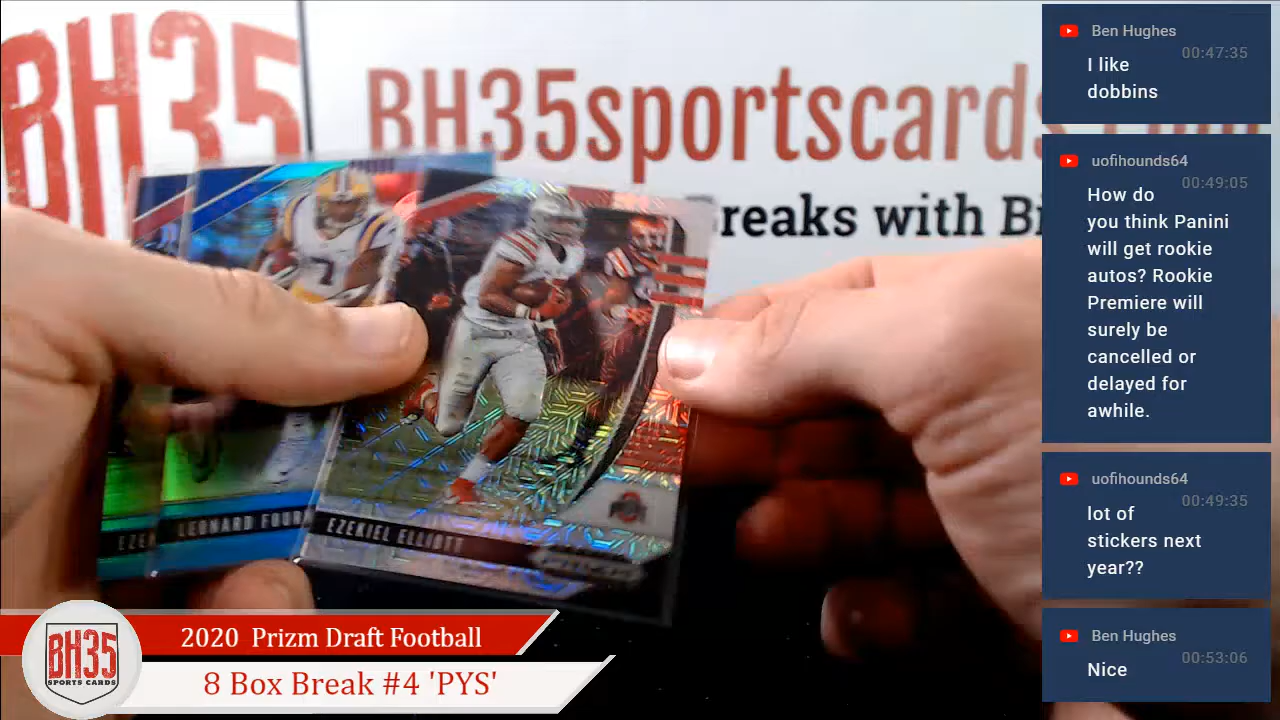 BH35
BH35sportscards
reaks with B
7
LEONARD FOUR
EZEKIEL ELLIOTT
EZE
BH35
SPORTS CARDS
2020 Prizm Draft Football
8 Box Break #4 'PYS'
Ben Hughes
00:47:35
I like
dobbins
uofihounds64
00:49:05
How do
you think Panini
will get rookie
autos? Rookie
Premiere will
surely be
cancelled or
delayed for
awhile.
uofihounds64
00:49:35
lot of
stickers next
year??
Ben Hughes
00:53:06
Nice